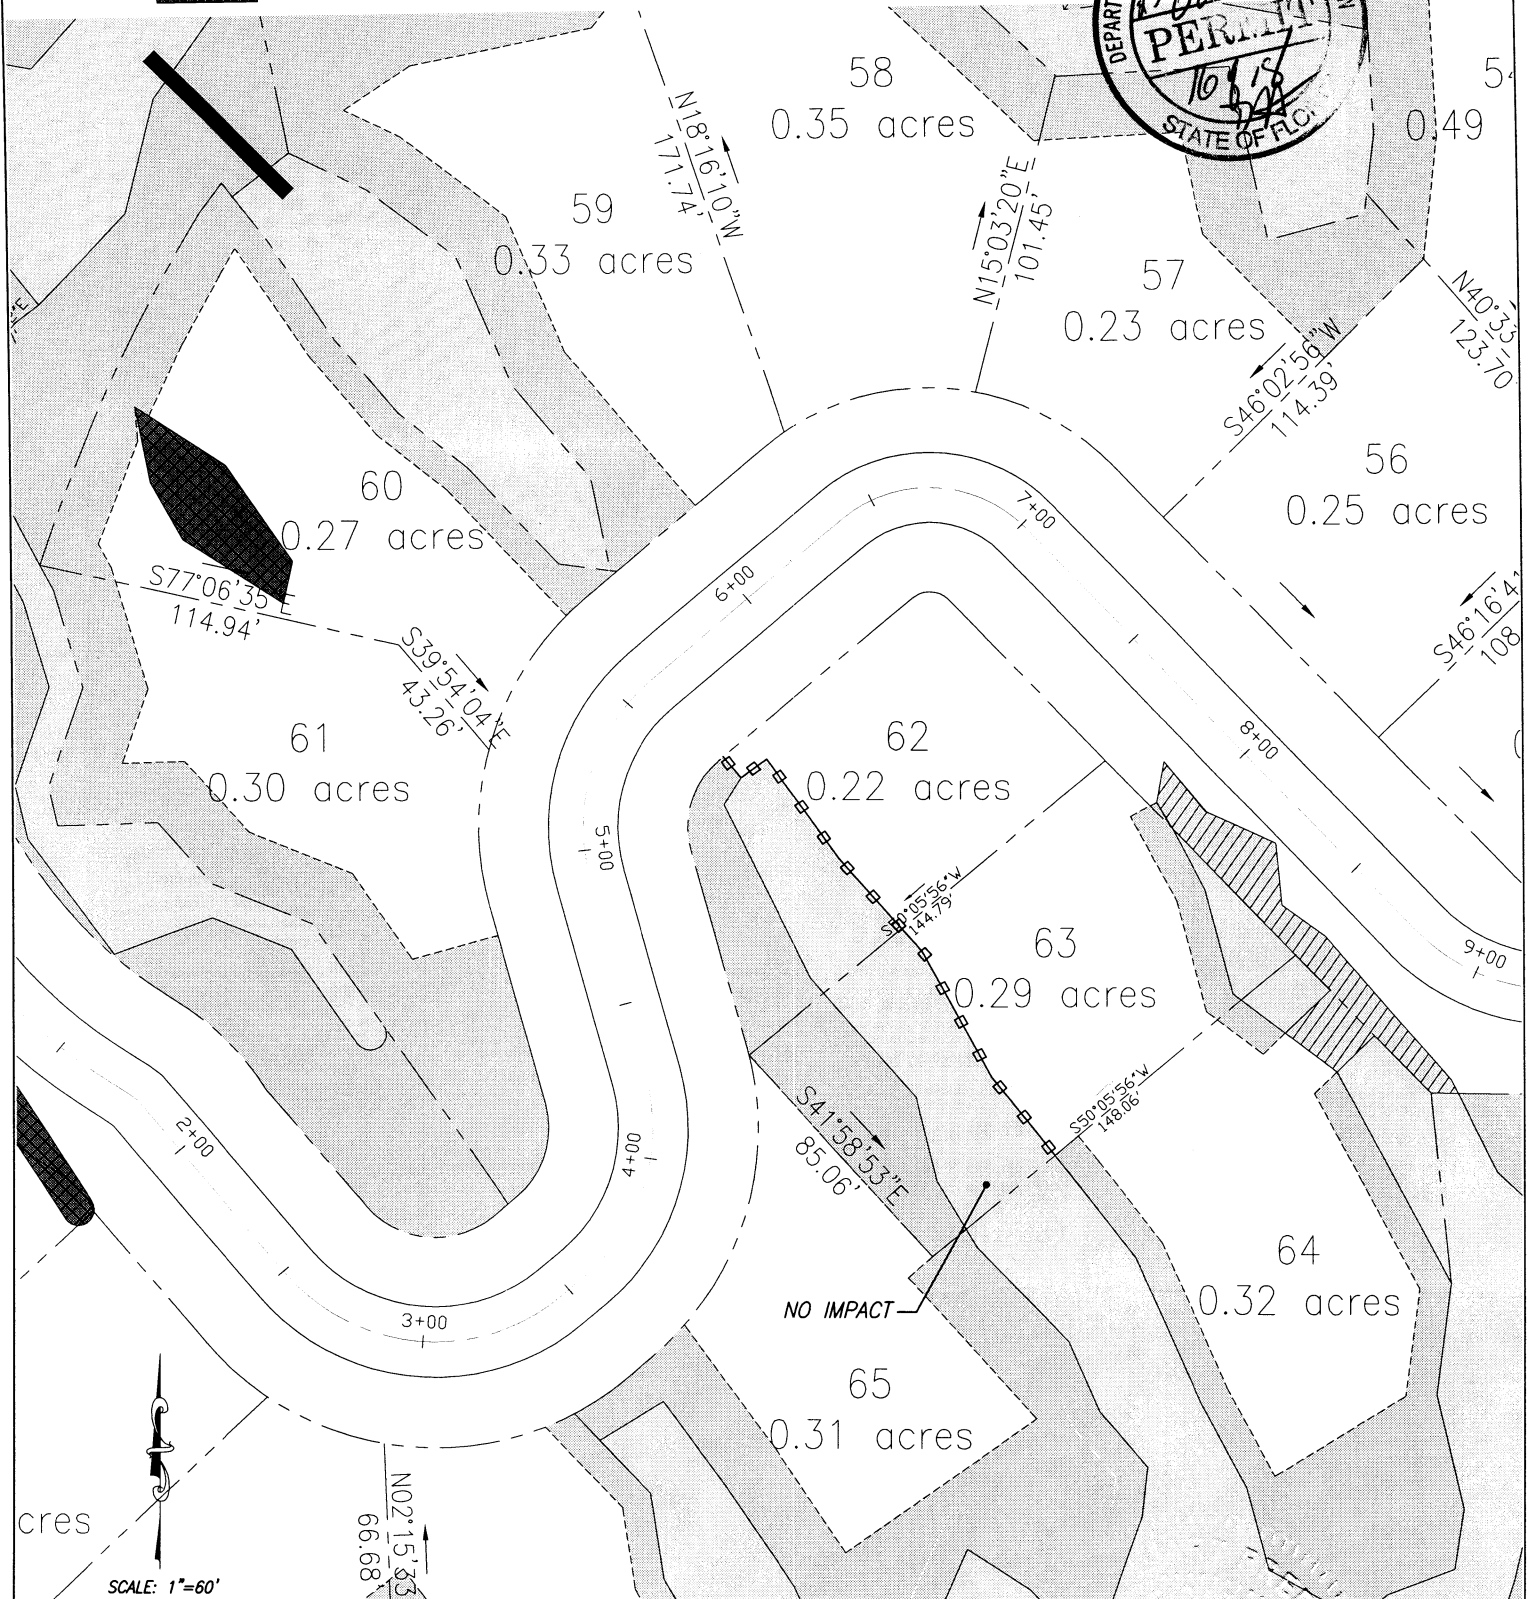 DEPART
PERMIT
STATE OF FLO
58
0.35 acres
N18°16'10"W
171.74'
59
0.33 acres
N15°03'20"E
101.45'
57
0.23 acres
0.49
S46°02'56"W
114.39'
123.70
56
0.25 acres
60
0.27 acres
S77°06'35"E
114.94'
S39°54'04"E
43.26'
61
0.30 acres
6+00
7+00
8+00
9+00
5+00
4+00
3+00
2+00
S46°16'4
108
62
0.22 acres
S50°05'56"W
144.79'
63
0.29 acres
S50°05'56"W
148.06'
S41°58'53"E
85.06'
NO IMPACT
64
0.32 acres
65
0.31 acres
cres
N02°15'33
66.68'
SCALE: 1"=60'